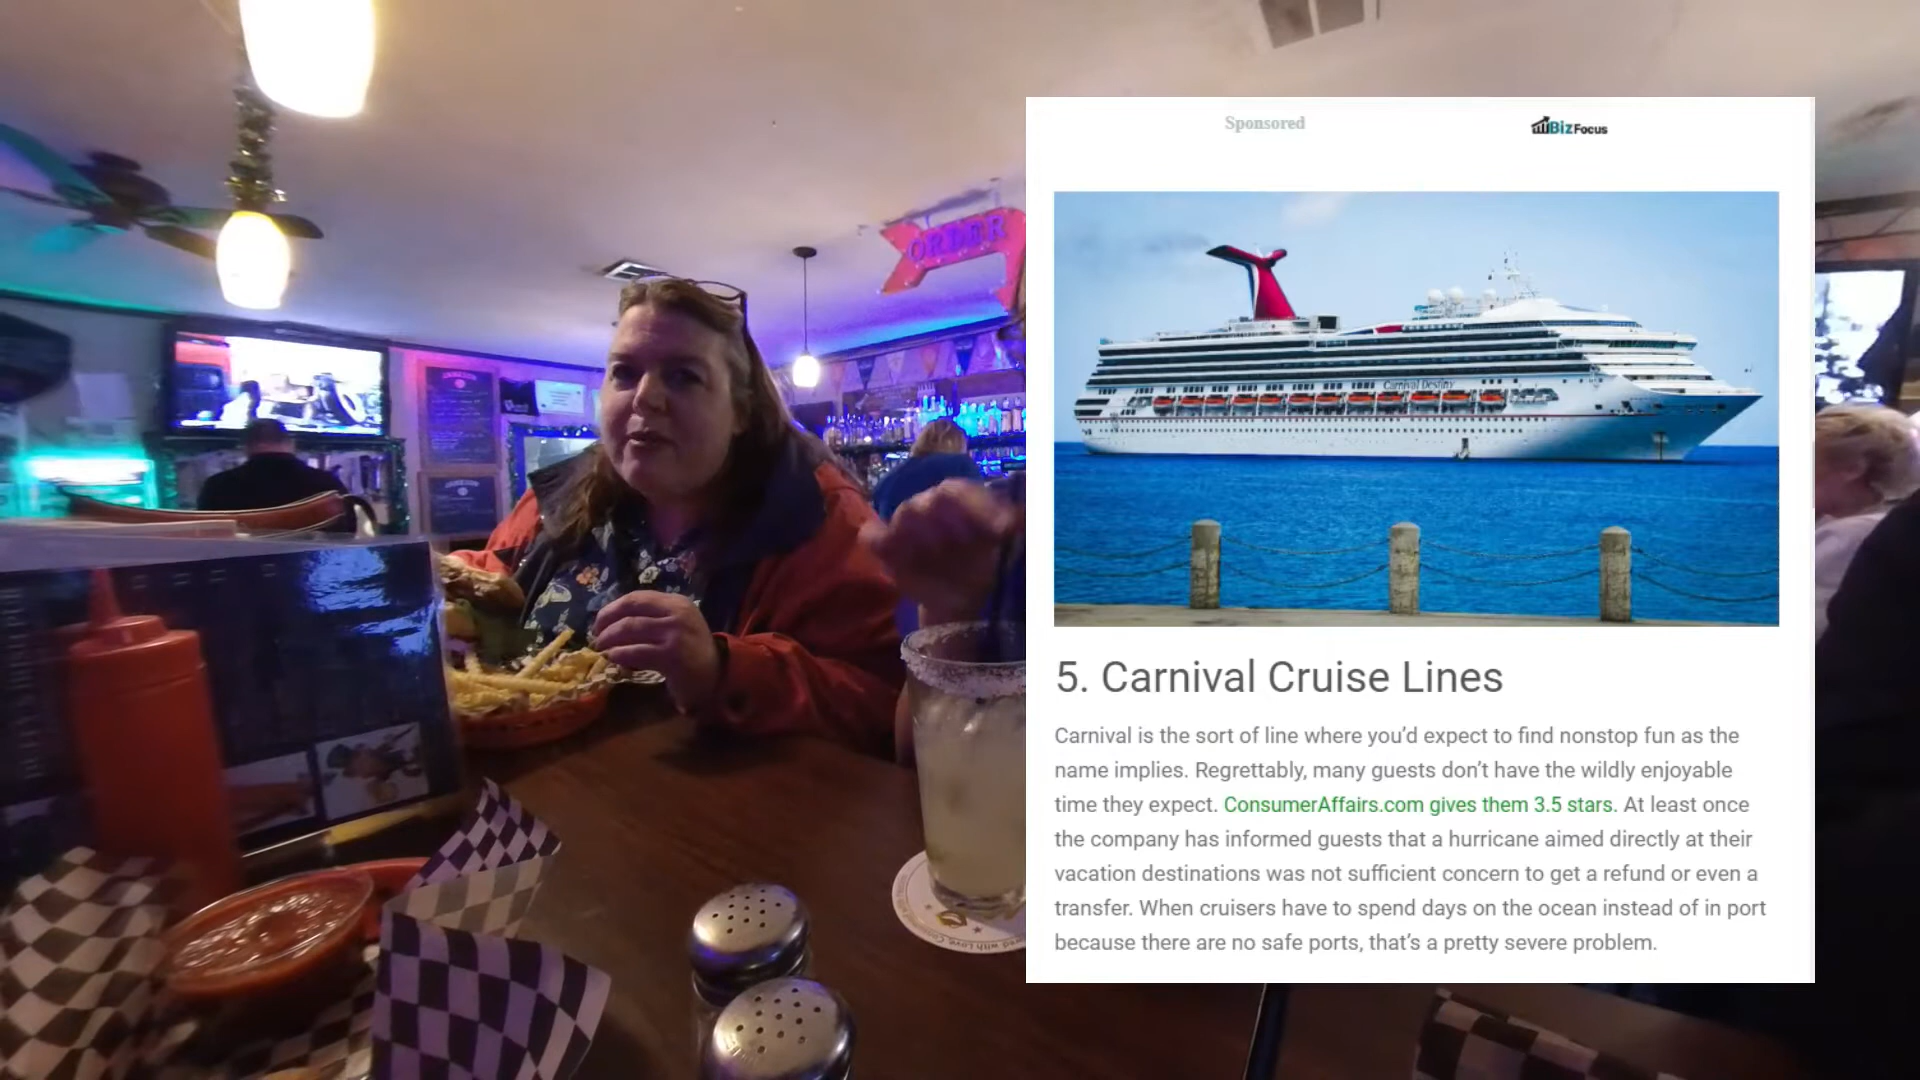 ORDER
Sponsored
BizFocus
Carnival Destiny
5. Carnival Cruise Lines
Carnival is the sort of line where you’d expect to find nonstop fun as the
name implies. Regrettably, many guests don’t have the wildly enjoyable
time they expect. ConsumerAffairs.com gives them 3.5 stars. At least once
the company has informed guests that a hurricane aimed directly at their
vacation destinations was not sufficient concern to get a refund or even a
transfer. When cruisers have to spend days on the ocean instead of in port
because there are no safe ports, that’s a pretty severe problem.